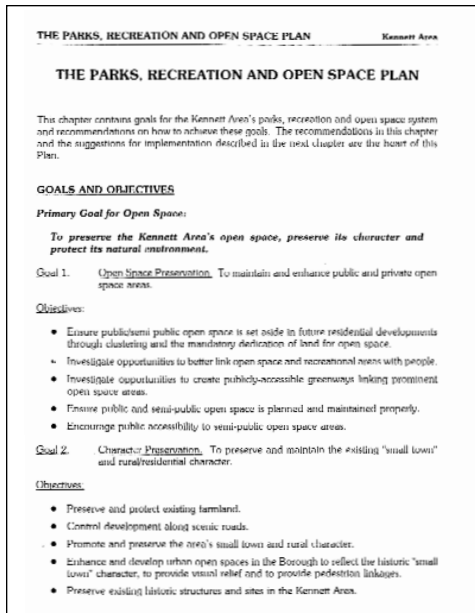 THE PARKS, RECREATION AND OPEN SPACE PLAN Kennett Area
THE PARKS, RECREATION AND OPEN SPACE PLAN
This chapter contains goals for the Kennett Area's parks, recreation and open space system
and recommendations on how to achieve these goals. The recommendations in this chapter
and the suggestions for implementation described in the next chapter are the heart of this
Plan.
GOALS AND OBJECTIVES
Primary Goal for Open Space:
To preserve the Kennett Area's open space, preserve its character and
protect its natural environment.
Goal 1. Open Space Preservation. To maintain and enhance public and private open
space areas.
Objectives:
• Ensure public/semi public open space is set aside in future residential developments
through clustering and the mandatory dedication of land for open space.
• Investigate opportunities to better link open space and recreational areas with people.
• Investigate opportunities to create publicly-accessible greenways linking prominent
open space areas.
• Ensure public and semi-public open space is planned and maintained properly.
• Encourage public accessibility to semi-public open space areas.
Goal 2. Character Preservation. To preserve and maintain the existing "small town"
and rural/residential character.
Objectives:
• Preserve and protect existing farmland.
• Control development along scenic roads.
• Promote and preserve the area's small town and rural character.
• Enhance and develop urban open spaces in the Borough to reflect the historic "small
town" character, to provide visual relief and to provide pedestrian linkages.
• Preserve existing historic structures and sites in the Kennett Area.